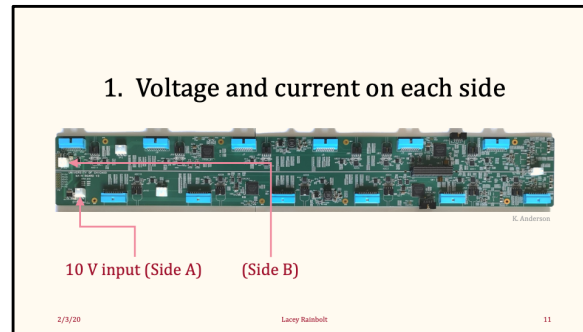 1. Voltage and current on each side
K. Anderson
10 V input (Side A)
(Side B)
2/3/20
Lacey Rainbolt
11